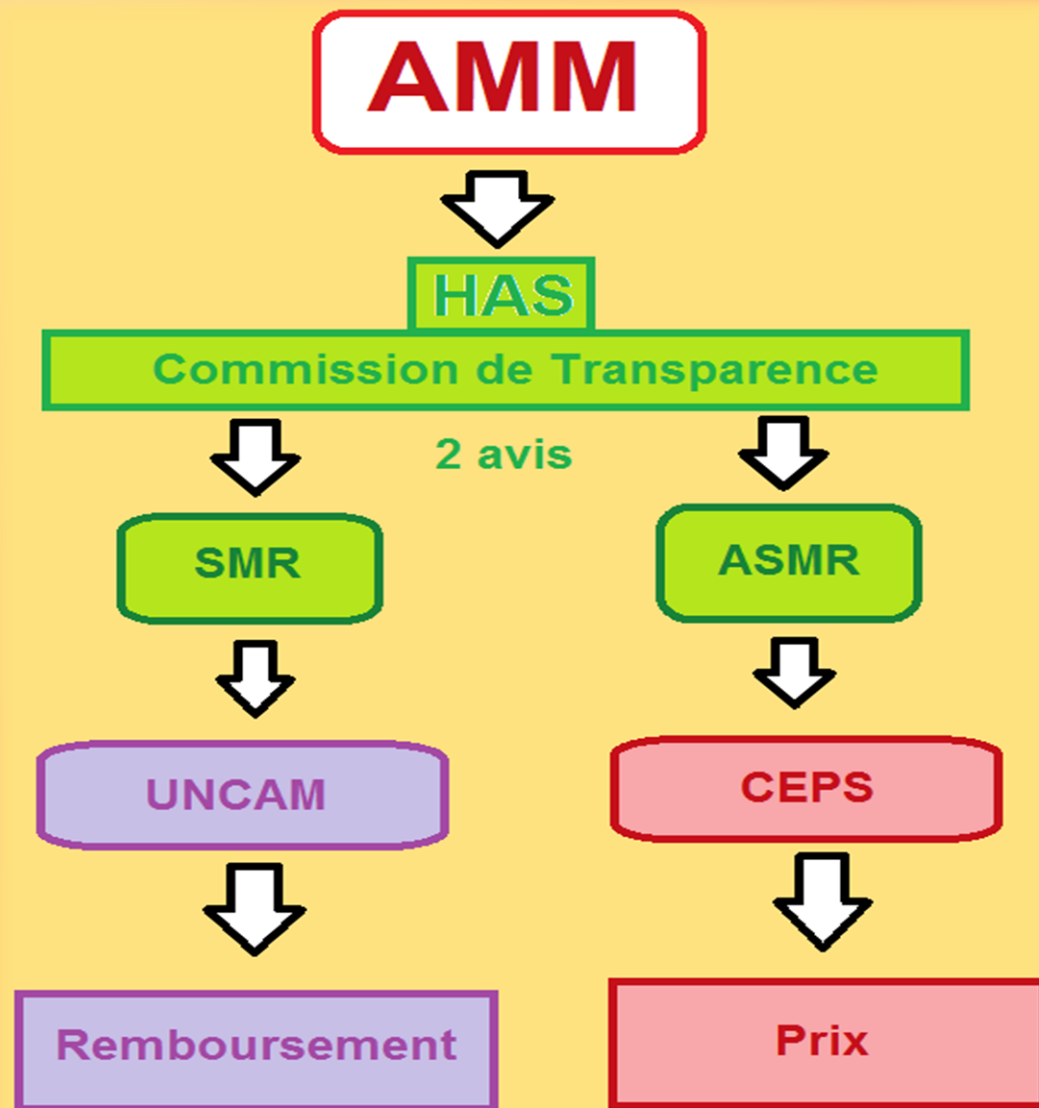 AMM
HAS
Commission de Transparence
2 avis
SMR
ASMR
UNCAM
CEPS
Remboursement
Prix